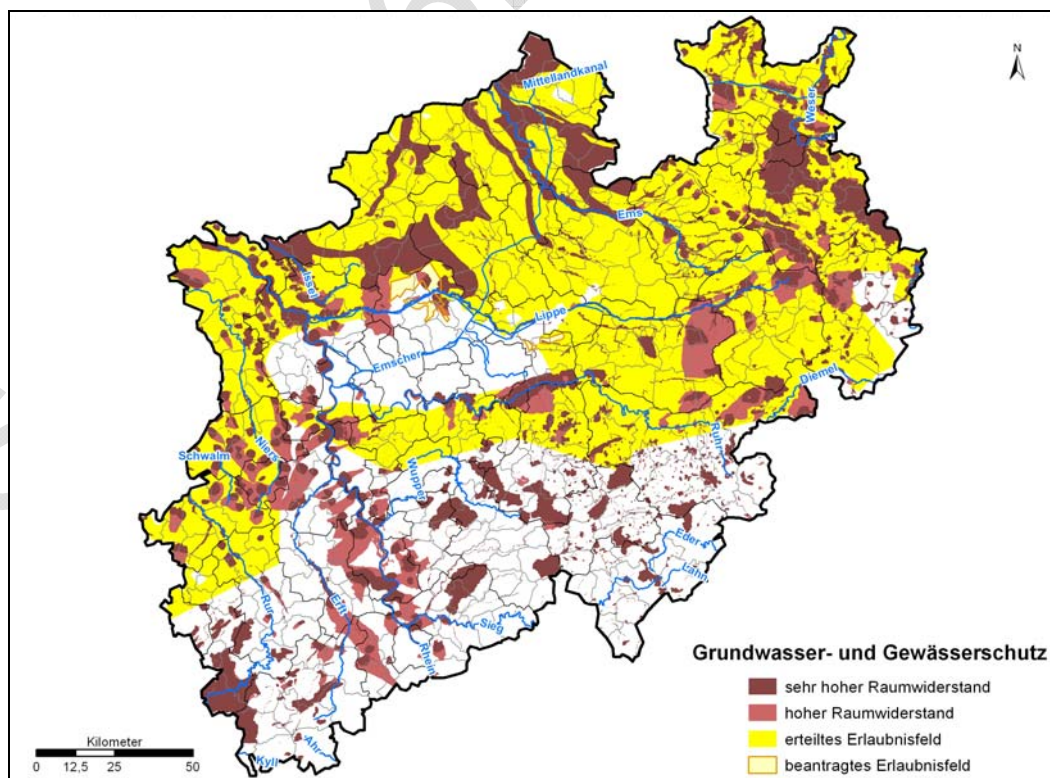 N
Mittellandkanal
Weser
Ems
Issel
Lippe
Emscher
Diemel
Ruhr
Niers
Schwalm
Wupper
Eder
Lahn
Rur
Erft
Sieg
Rhein
Ahr
Kyll
Grundwasser- und Gewässerschutz
sehr hoher Raumwiderstand
hoher Raumwiderstand
erteiltes Erlaubnisfeld
beantragtes Erlaubnisfeld
Kilometer
0 12,5 25 50